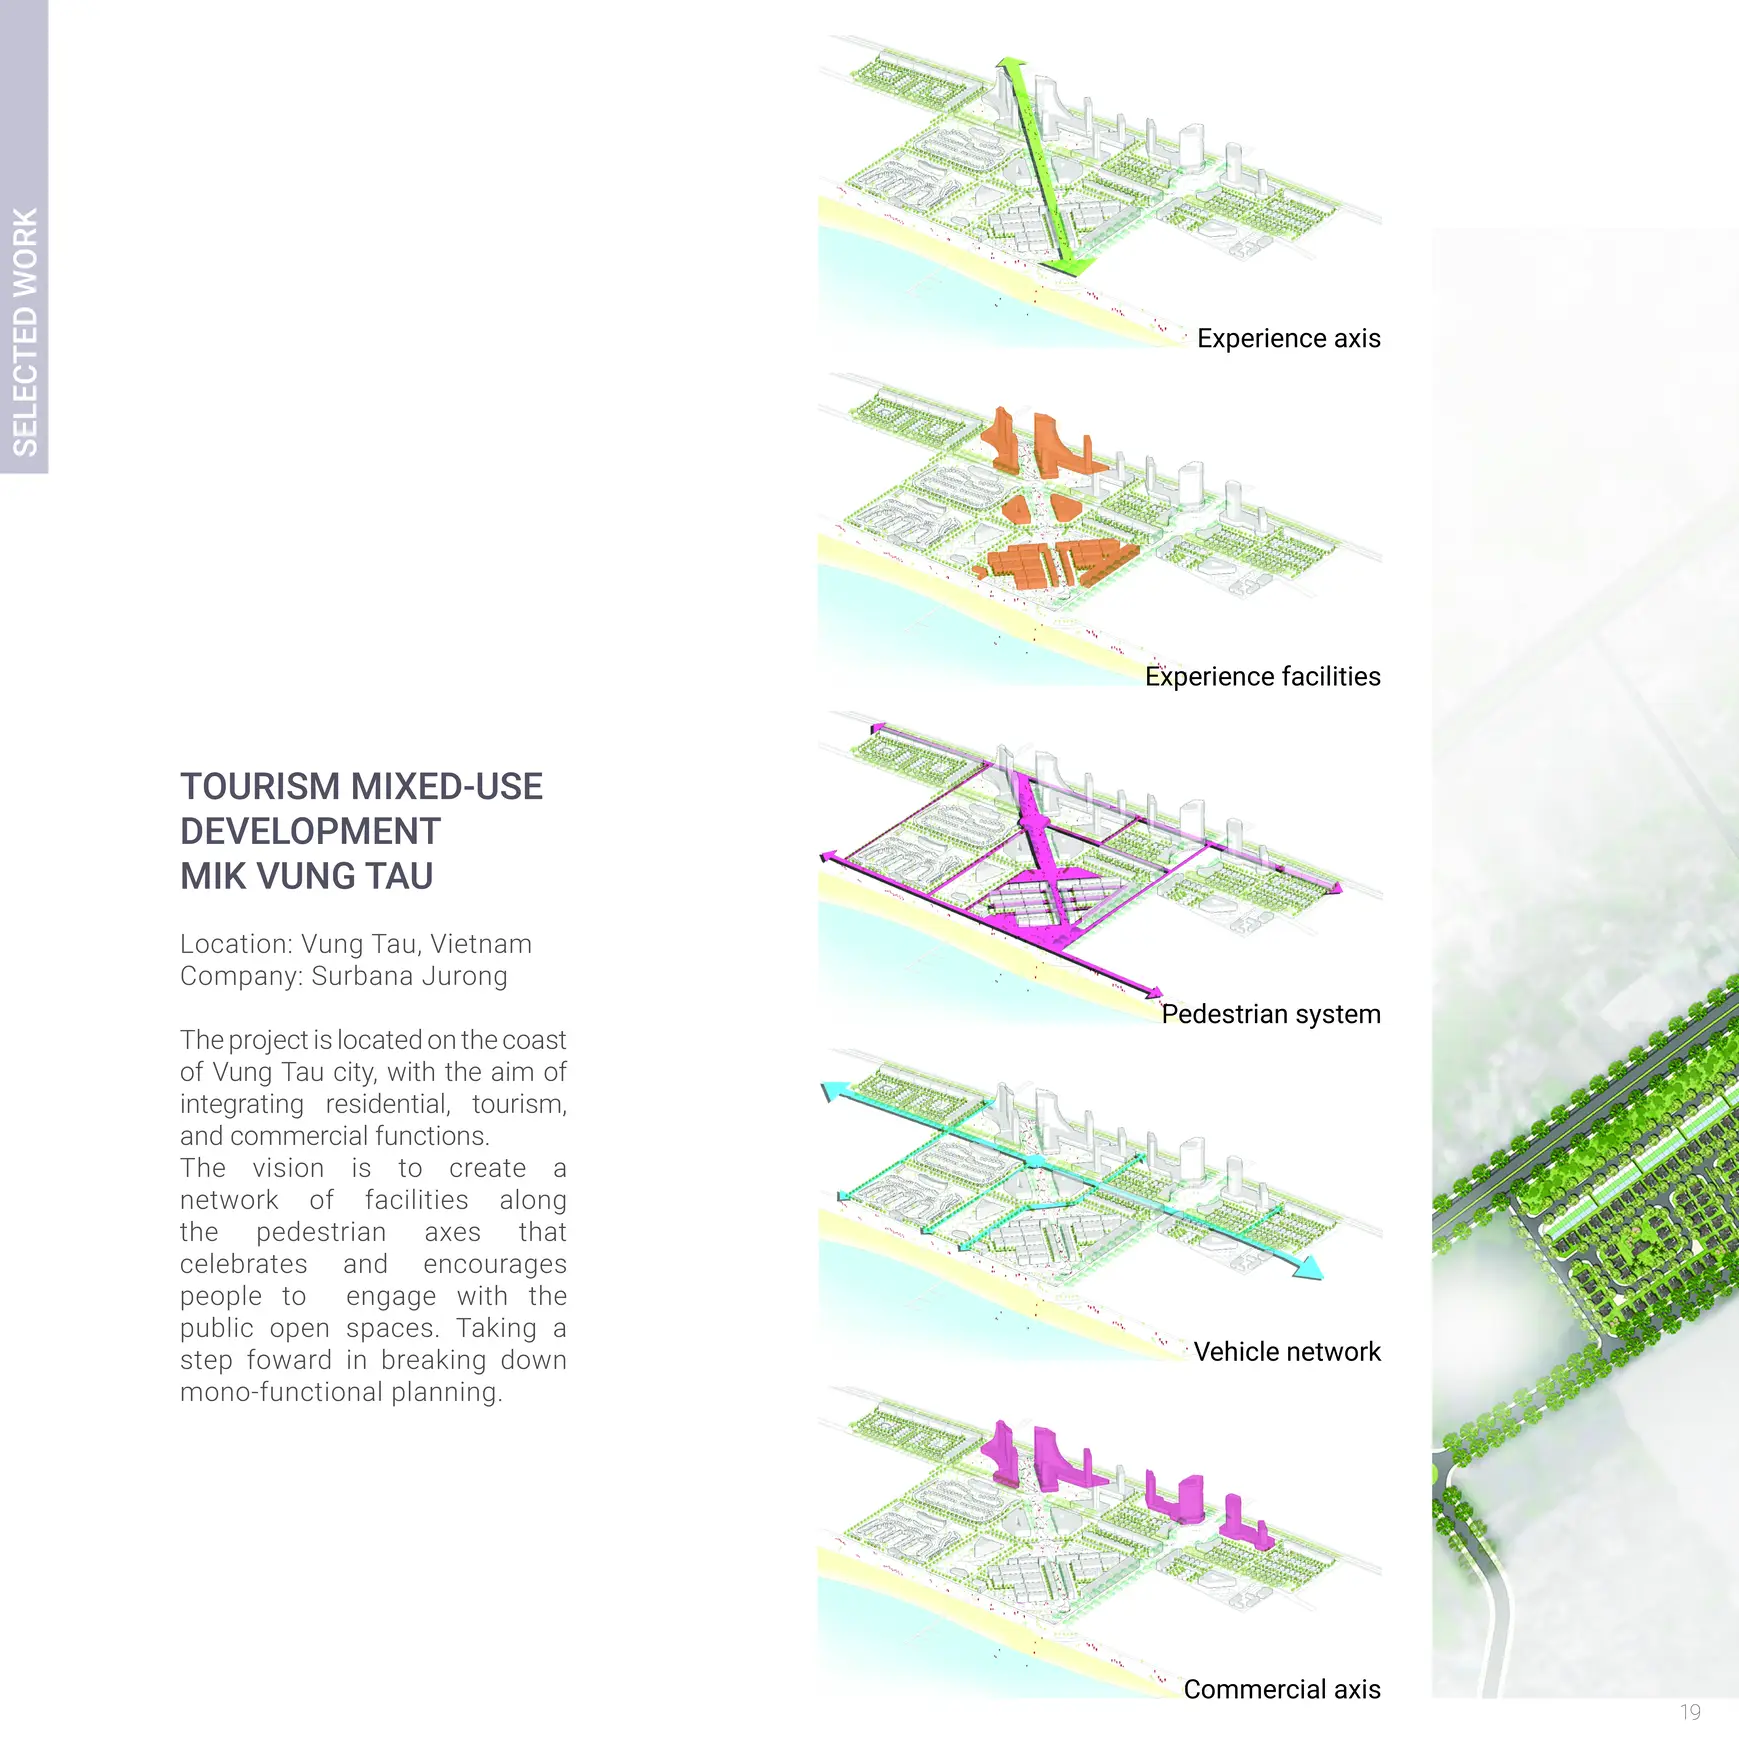 SELECTED WORK
TOURISM MIXED-USE
DEVELOPMENT
MIK VUNG TAU
Location: Vung Tau, Vietnam
Company: Surbana Jurong
The project is located on the coast
of Vung Tau city, with the aim of
integrating residential, tourism,
and commercial functions.
The vision is to create a
network of facilities along
the pedestrian axes that
celebrates and encourages
people to engage with the
public open spaces. Taking a
step foward in breaking down
mono-functional planning.
Experience axis
Experience facilities
Pedestrian system
Vehicle network
Commercial axis
19